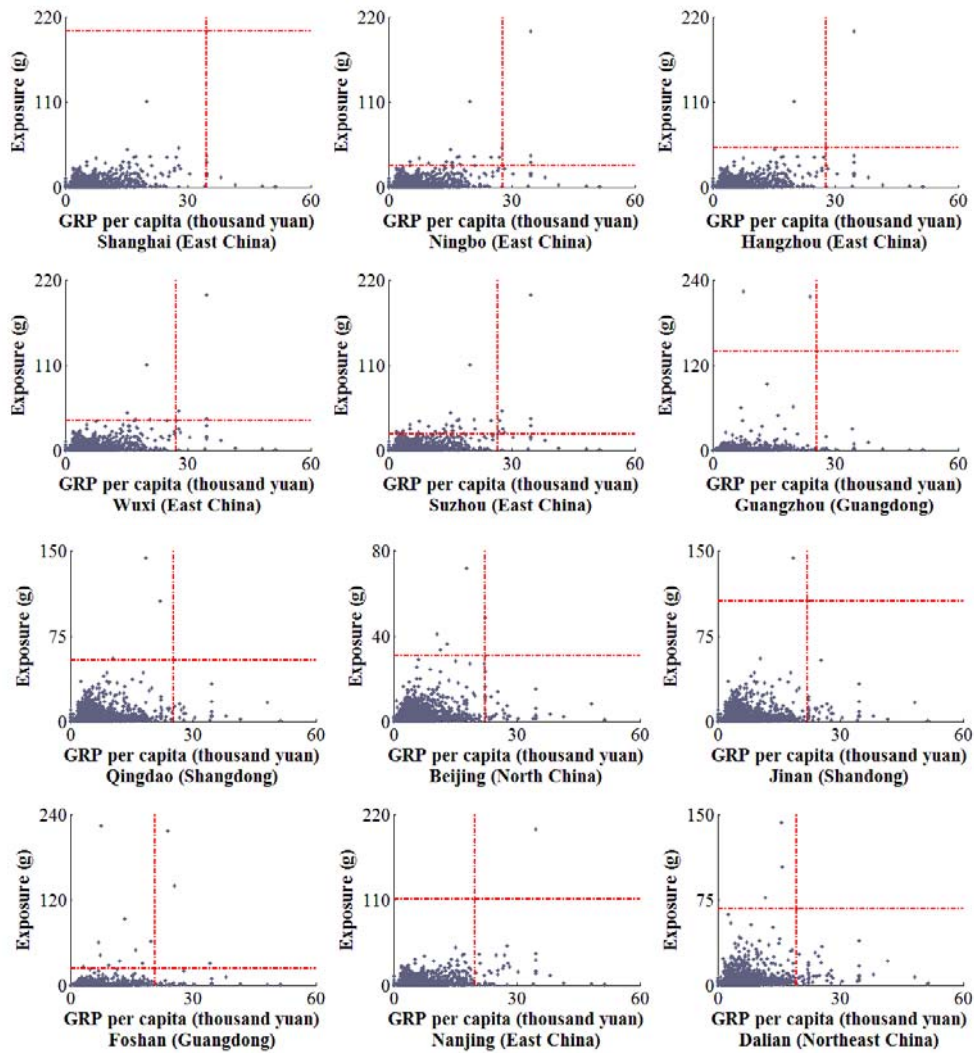 220
110
0
Exposure (g)
0 30 60
GRP per capita (thousand yuan)
Shanghai (East China)
220
110
0
Exposure (g)
0 30 60
GRP per capita (thousand yuan)
Ningbo (East China)
220
110
0
Exposure (g)
0 30 60
GRP per capita (thousand yuan)
Hangzhou (East China)
220
110
0
Exposure (g)
0 30 60
GRP per capita (thousand yuan)
Wuxi (East China)
220
110
0
Exposure (g)
0 30 60
GRP per capita (thousand yuan)
Suzhou (East China)
240
120
0
Exposure (g)
0 30 60
GRP per capita (thousand yuan)
Guangzhou (Guangdong)
150
75
0
Exposure (g)
0 30 60
GRP per capita (thousand yuan)
Qingdao (Shangdong)
80
40
0
Exposure (g)
0 30 60
GRP per capita (thousand yuan)
Beijing (North China)
150
75
0
Exposure (g)
0 30 60
GRP per capita (thousand yuan)
Jinan (Shandong)
240
120
0
Exposure (g)
0 30 60
GRP per capita (thousand yuan)
Foshan (Guangdong)
220
110
0
Exposure (g)
0 30 60
GRP per capita (thousand yuan)
Nanjing (East China)
150
75
0
Exposure (g)
0 30 60
GRP per capita (thousand yuan)
Dalian (Northeast China)